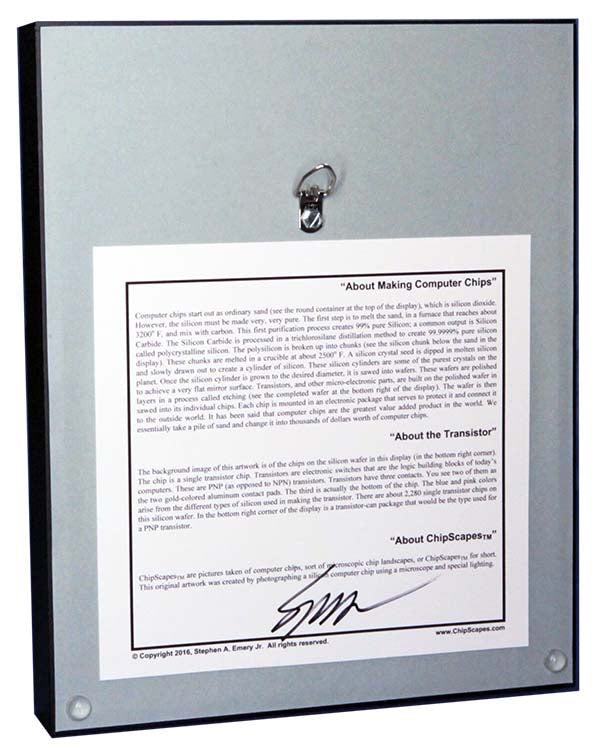 "About Making Computer Chips"
Computer chips start out as ordinary sand (see the round container at the top of the display), which is silicon dioxide.
However, the silicon must be made very, very pure. The first step is to melt the sand, in a furnace that reaches about
3200° F, and mix with carbon. This first purification process creates 99% pure Silicon; a common output is Silicon
Carbide. The Silicon Carbide is processed in a trichlorosilane distillation method to create 99.9999% pure silicon
called polycrystalline silicon. The polysilicon is broken up into chunks (see the silicon chunk below the sand in the
display). These chunks are melted in a crucible at about 2500° F. A silicon crystal seed is dipped in molten silicon
and slowly drawn out to create a cylinder of silicon. These silicon cylinders are some of the purest crystals on the
planet. Once the silicon cylinder is grown to the desired diameter, it is sawed into wafers. These wafers are polished
to achieve a very flat mirror surface. Transistors, and other micro-electronic parts, are built on the polished wafer in
layers in a process called etching (see the completed wafer at the bottom right of the display). The wafer is then
sawed into its individual chips. Each chip is mounted in an electronic package that serves to protect it and connect it
to the outside world. It has been said that computer chips are the greatest value added product in the world. We
essentially take a pile of sand and change it into thousands of dollars worth of computer chips.
"About the Transistor"
The background image of this artwork is of the chips on the silicon wafer in this display (in the bottom right corner).
The chip is a single transistor chip. Transistors are electronic switches that are the logic building blocks of today's
computers. These are PNP (as opposed to NPN) transistors. Transistors have three contacts. You see two of them as
the two gold-colored aluminum contact pads. The third is actually the bottom of the chip. The blue and pink colors
arise from the different types of silicon used in making the transistor. There are about 2,280 single transistor chips on
this silicon wafer. In the bottom right corner of the display is a transistor-can package that would be the type used for
a PNP transistor.
"About ChipScapesTM"
ChipScapesTM are pictures taken of computer chips, sort of microscopic chip landscapes, or ChipScapes for short.
This original artwork was created by photographing a silicon computer chip using a microscope and special lighting.
www.ChipScapes.com
© Copyright 2016, Stephen A. Emery Jr. All rights reserved.